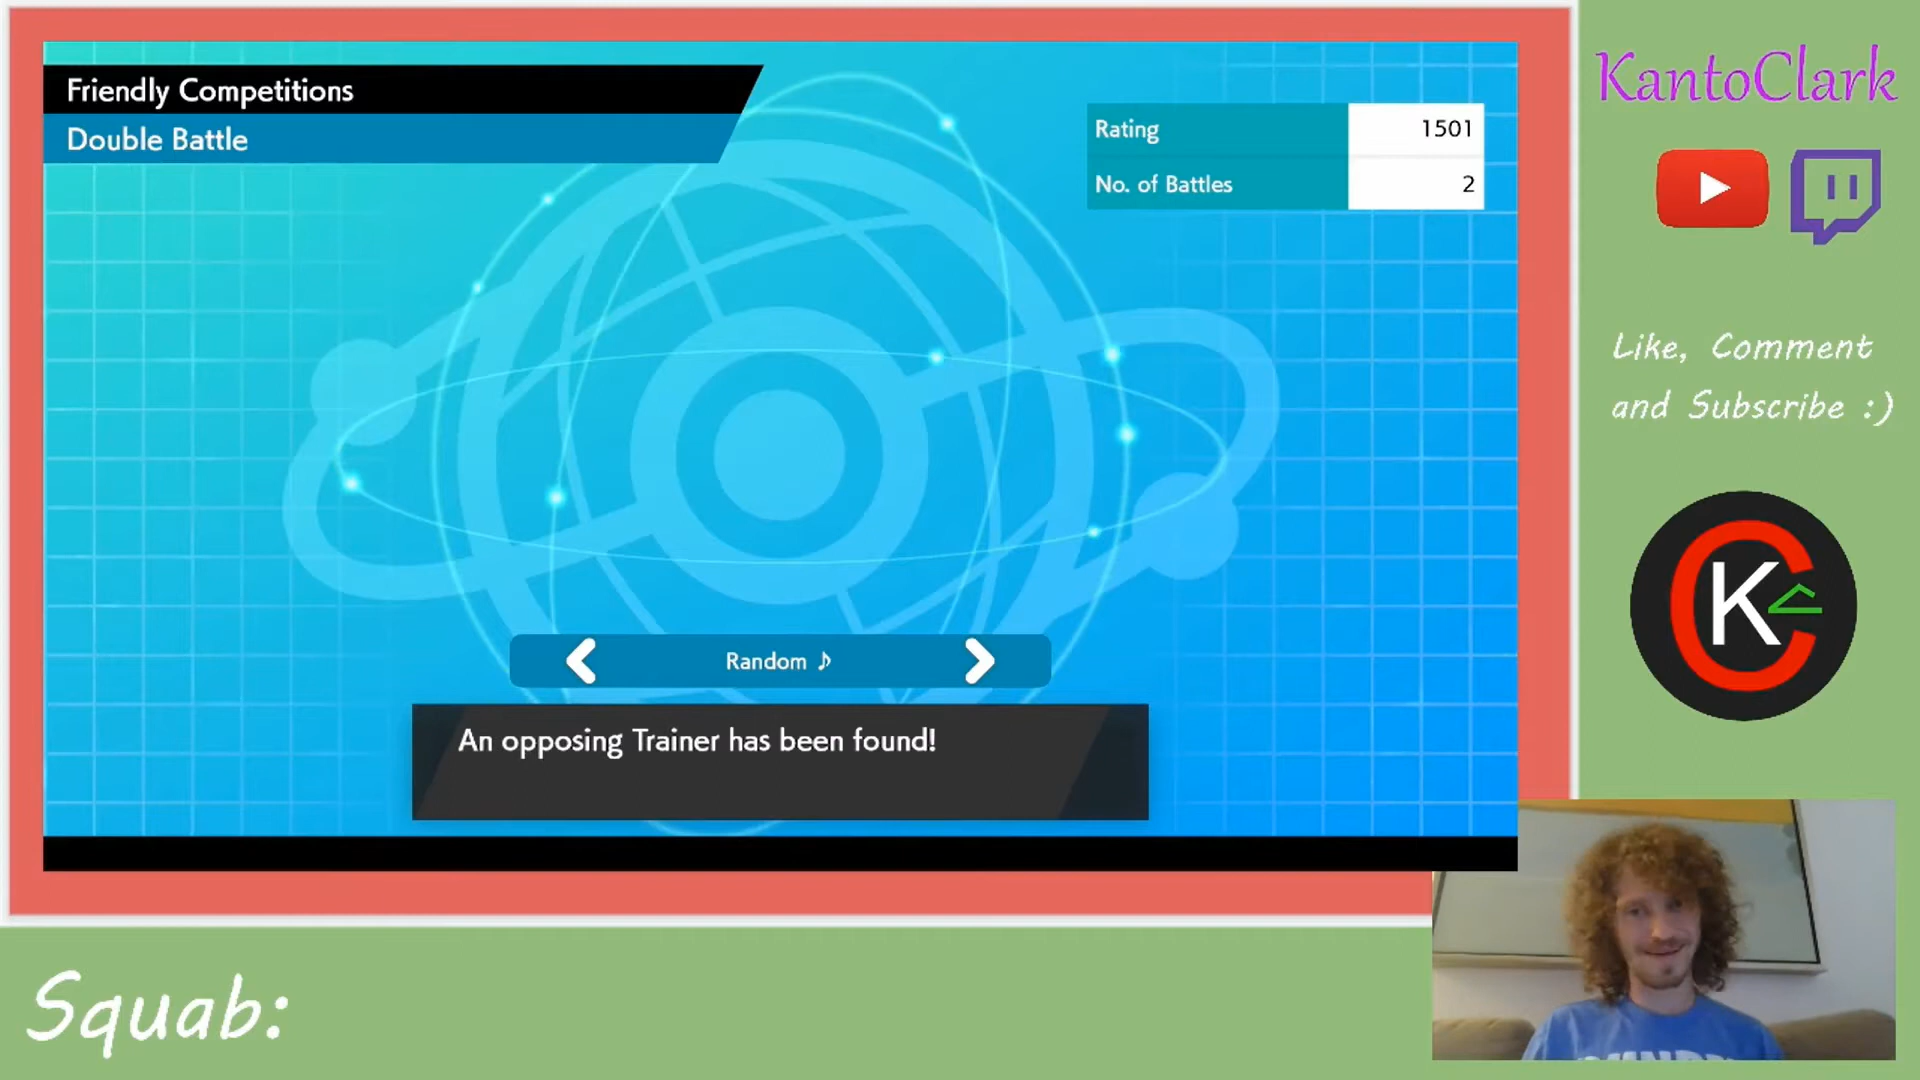 Friendly Competitions
Double Battle
Rating 1501
No. of Battles 2
Random ♪
An opposing Trainer has been found!
KantoClark
Like, Comment
and Subscribe :)
K
Squab: